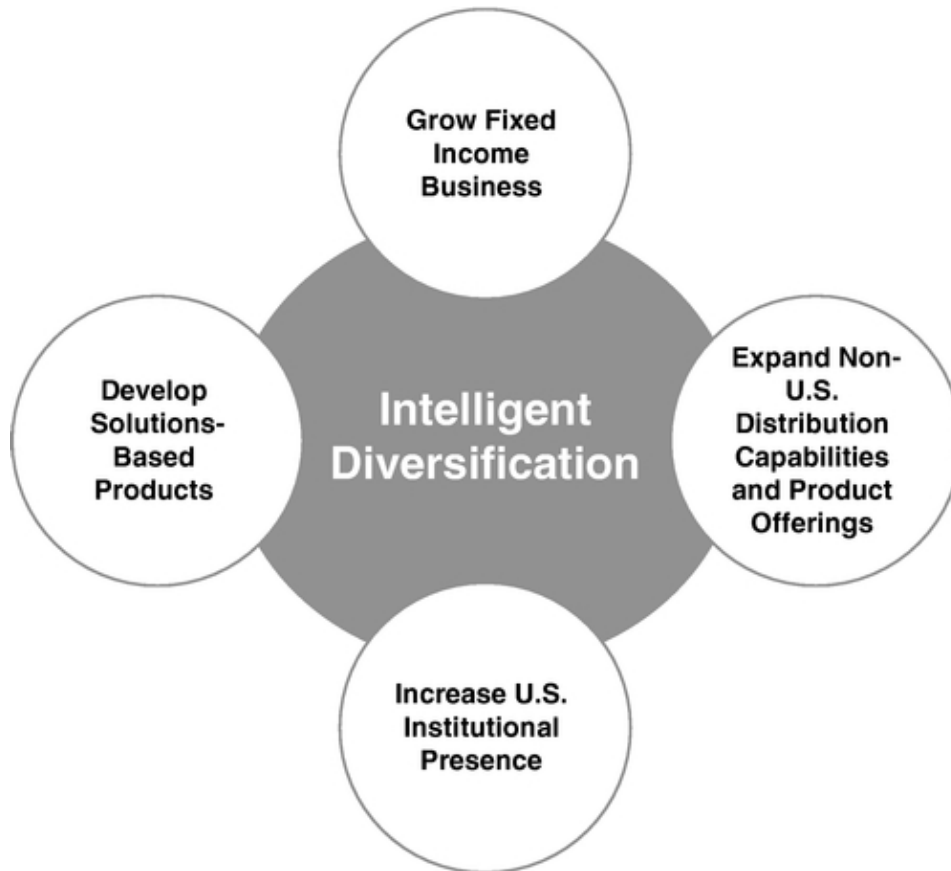 Grow Fixed
Income
Business
Develop
Solutions-
Based
Products
Intelligent
Diversification
Expand Non-
U.S.
Distribution
Capabilities
and Product
Offerings
Increase U.S.
Institutional
Presence